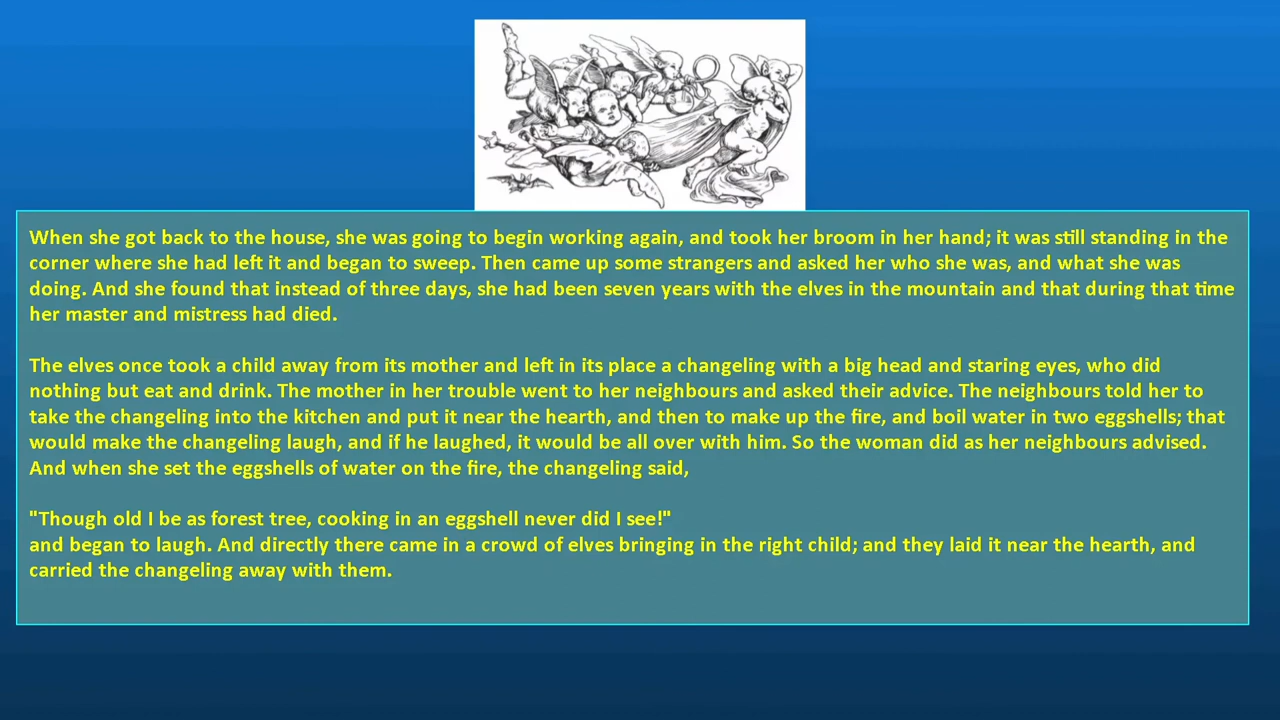 When she got back to the house, she was going to begin working again, and took her broom in her hand; it was still standing in the
corner where she had left it and began to sweep. Then came up some strangers and asked her who she was, and what she was
doing. And she found that instead of three days, she had been seven years with the elves in the mountain and that during that time
her master and mistress had died.
The elves once took a child away from its mother and left in its place a changeling with a big head and staring eyes, who did
nothing but eat and drink. The mother in her trouble went to her neighbours and asked their advice. The neighbours told her to
take the changeling into the kitchen and put it near the hearth, and then to make up the fire, and boil water in two eggshells; that
would make the changeling laugh, and if he laughed, it would be all over with him. So the woman did as her neighbours advised.
And when she set the eggshells of water on the fire, the changeling said,
"Though old I be as forest tree, cooking in an eggshell never did I see!"
and began to laugh. And directly there came in a crowd of elves bringing in the right child; and they laid it near the hearth, and
carried the changeling away with them.